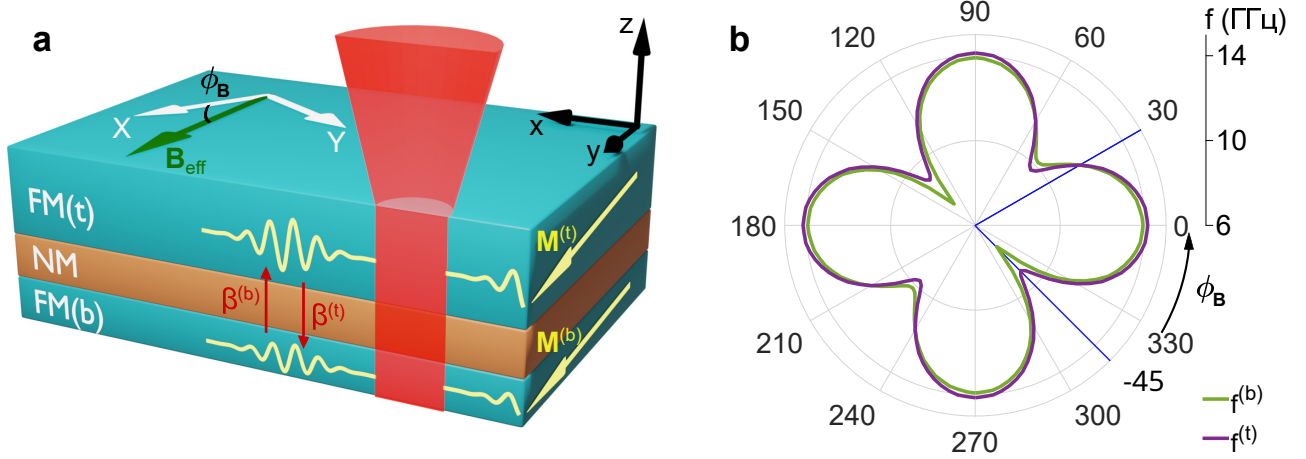 a
z
x
y
ϕB
X
Y
Beff
FM(t)
NM
FM(b)
β(b)
β(t)
M(t)
M(b)
b
90
f (ГГц)
120
60
14
150
30
10
180
0
6
ϕB
210
330
-45
240
300
270
f(b)
f(t)